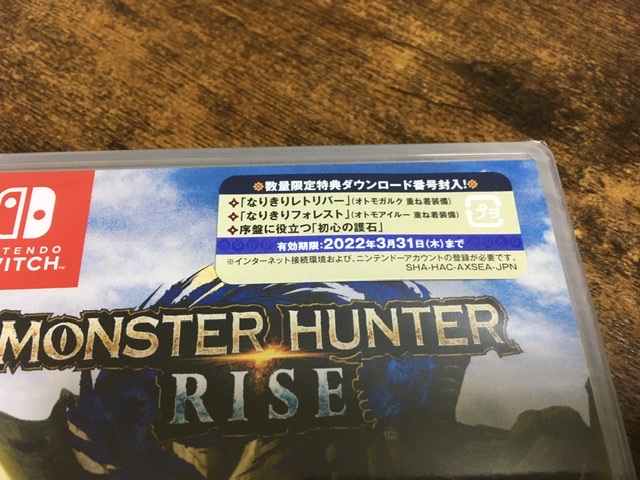 数量限定特典ダウンロード番号封入!
「なりきりレトリバー」(オトモガルク 重ね着装備)
「なりきりフォレスト」(オトモアイルー 重ね着装備)
序盤に役立つ「初心の護石」
プラ
有効期限:2022年3月31日(木)まで
※インターネット接続環境および、ニンテンドーアカウントの登録が必要です。
SHA-HAC-AXSEA-JPN
NINTENDO
SWITCH™
MONSTER HUNTER
RISE